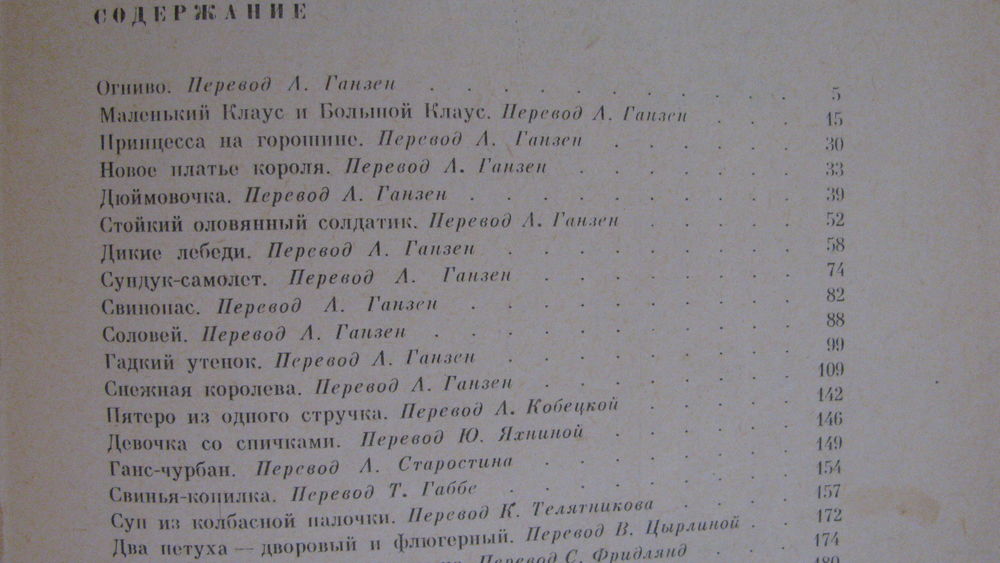 СОДЕРЖАНИЕ
Огниво. Перевод А. Ганзен . . . . . . . . . 5
Маленький Клаус и Большой Клаус. Перевод А. Ганзен . . . 15
Принцесса на горошине. Перевод А. Ганзен . . . . . . 30
Новое платье короля. Перевод А. Ганзен . . . . . . 33
Дюймовочка. Перевод А. Ганзен . . . . . . . . 39
Стойкий оловянный солдатик. Перевод А. Ганзен . . . . 52
Дикие лебеди. Перевод А. Ганзен . . . . . . . . 58
Сундук-самолет. Перевод А. Ганзен . . . . . . . 74
Свинопас. Перевод А. Ганзен . . . . . . . . 82
Соловей. Перевод А. Ганзен . . . . . . . . . 88
Гадкий утенок. Перевод А. Ганзен . . . . . . . . 99
Снежная королева. Перевод А. Ганзен . . . . . . . 109
Пятеро из одного стручка. Перевод А. Кобецкой . . . . 142
Девочка со спичками. Перевод Ю. Яхниной . . . . . 146
Ганс-чурбан. Перевод А. Старостина . . . . . . . 149
Свинья-копилка. Перевод Т. Габбе . . . . . . . . 154
Суп из колбасной палочки. Перевод К. Телятникова . . . 157
Два петуха — дворовый и флюгерный. Перевод В. Цырлиной . . 172
Перевод С. Фридлянд . . . 174